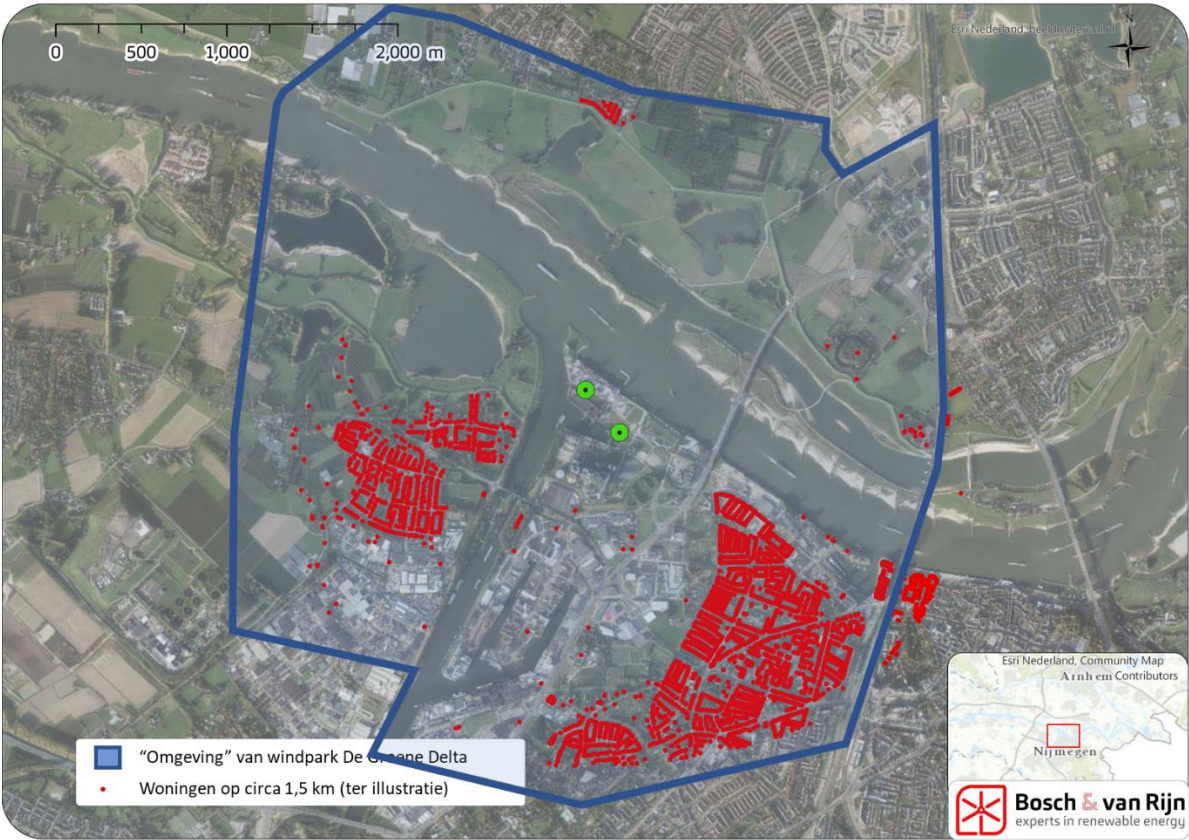 Esri Nederland, beeldmateriaal.nl
N
0 500 1,000 2,000 m
"Omgeving" van windpark De Groene Delta
Woningen op circa 1,5 km (ter illustratie)
Esri Nederland, Community Map
Contributors
Arnhem
Nijmegen
Bosch & van Rijn
experts in renewable energy